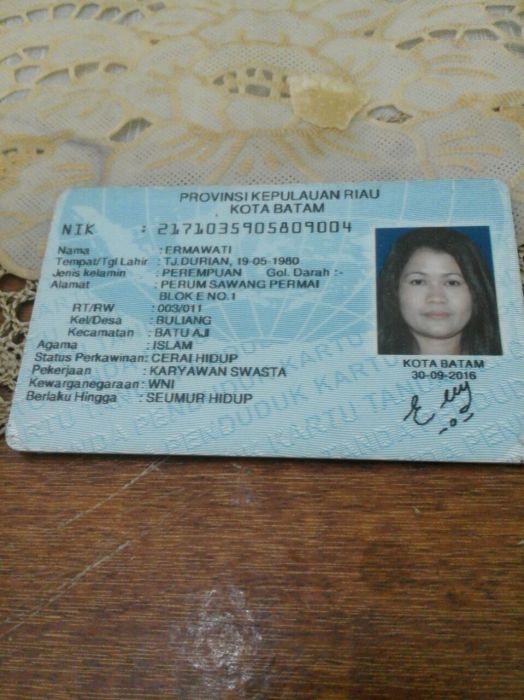 PROVINSI KEPULAUAN RIAU
KOTA BATAM
NIK : 2171035905809004
Nama : ERMAWATI
Tempat/Tgl Lahir : TJ.DURIAN, 19-05-1980
Jenis kelamin : PEREMPUAN Gol. Darah :-
Alamat : PERUM SAWANG PERMAI
BLOK E NO.1
RT/RW : 003/011
Kel/Desa : BULIANG
Kecamatan : BATU AJI
Agama : ISLAM
Status Perkawinan: CERAI HIDUP
Pekerjaan : KARYAWAN SWASTA
Kewarganegaraan: WNI
Berlaku Hingga : SEUMUR HIDUP
KOTA BATAM
30-09-2016